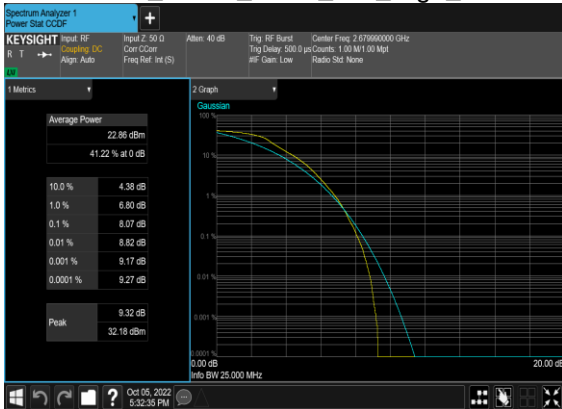 Spectrum Analyzer 1
Power Stat CCDF
KEYSIGHT
R T
LW
Input: RF
Coupling: DC
Align: Auto
Input Z: 50 Ω
Corr CCorr
Freq Ref: Int (S)
Atten: 40 dB
Trig: RF Burst
Trig Delay: 500.0 µs
#IF Gain: Low
Center Freq: 2.679990000 GHz
Counts: 1.00 M/1.00 Mpt
Radio Std: None
1 Metrics
Average Power
22.86 dBm
41.22 % at 0 dB
10.0 % 4.38 dB
1.0 % 6.80 dB
0.1 % 8.07 dB
0.01 % 8.82 dB
0.001 % 9.17 dB
0.0001 % 9.27 dB
Peak
9.32 dB
32.18 dBm
2 Graph
Gaussian
100 %
10 %
1 %
0.1 %
0.01 %
0.001 %
0.0001 %
0.00 dB 20.00 dB
Info BW 25.000 MHz
Oct 05, 2022
5:32:35 PM